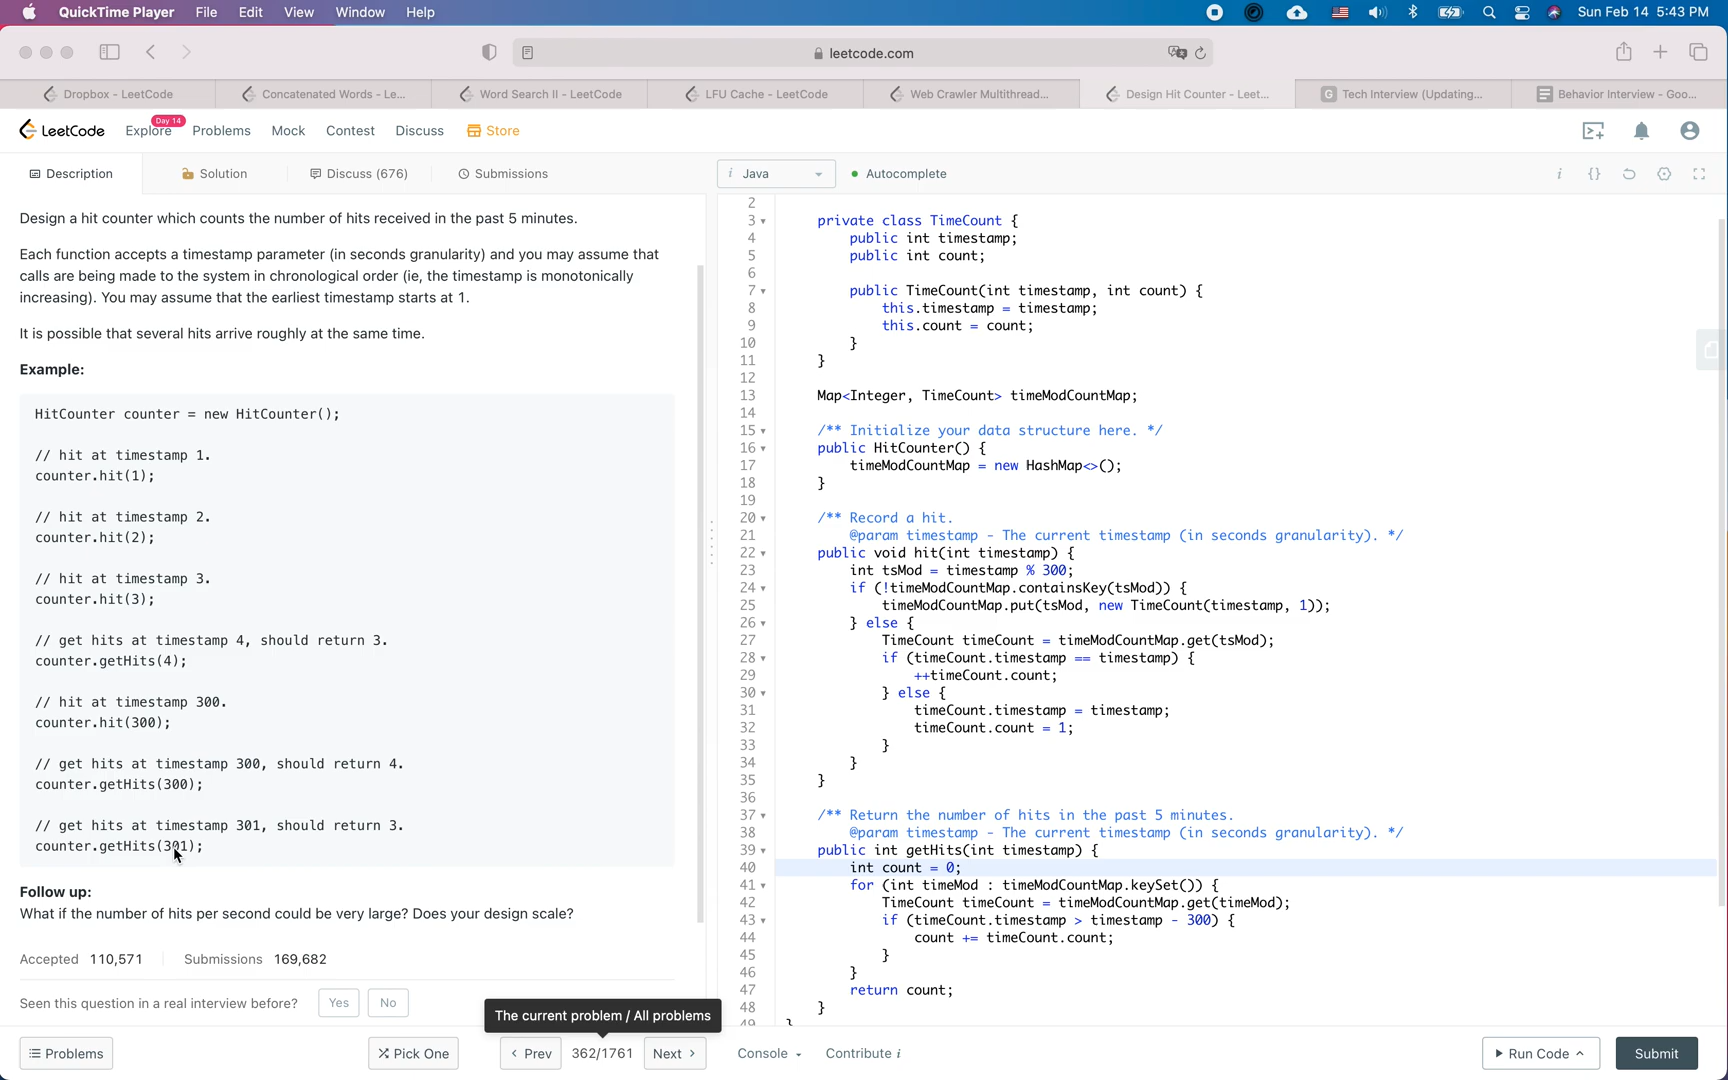 QuickTime Player File Edit View Window Help Sun Feb 14 5:43 PM
leetcode.com
Dropbox - LeetCode Concatenated Words - Le... Word Search II - LeetCode LFU Cache - LeetCode Web Crawler Multithread... Design Hit Counter - Leet... G Tech Interview (Updating... Behavior Interview - Goo...
LeetCode Explore Day 14 Problems Mock Contest Discuss Store
Description Solution Discuss (676) Submissions
i Java Autocomplete i {}
Design a hit counter which counts the number of hits received in the past 5 minutes.
Each function accepts a timestamp parameter (in seconds granularity) and you may assume that
calls are being made to the system in chronological order (ie, the timestamp is monotonically
increasing). You may assume that the earliest timestamp starts at 1.
It is possible that several hits arrive roughly at the same time.
Example:
HitCounter counter = new HitCounter();
// hit at timestamp 1.
counter.hit(1);
// hit at timestamp 2.
counter.hit(2);
// hit at timestamp 3.
counter.hit(3);
// get hits at timestamp 4, should return 3.
counter.getHits(4);
// hit at timestamp 300.
counter.hit(300);
// get hits at timestamp 300, should return 4.
counter.getHits(300);
// get hits at timestamp 301, should return 3.
counter.getHits(301);
Follow up:
What if the number of hits per second could be very large? Does your design scale?
Accepted 110,571 Submissions 169,682
Seen this question in a real interview before? Yes No
The current problem / All problems
Problems Pick One < Prev 362/1761 Next >
2
3 private class TimeCount {
4 public int timestamp;
5 public int count;
6
7 public TimeCount(int timestamp, int count) {
8 this.timestamp = timestamp;
9 this.count = count;
10 }
11 }
12
13 Map<Integer, TimeCount> timeModCountMap;
14
15 /** Initialize your data structure here. */
16 public HitCounter() {
17 timeModCountMap = new HashMap<>();
18 }
19
20 /** Record a hit.
21 @param timestamp - The current timestamp (in seconds granularity). */
22 public void hit(int timestamp) {
23 int tsMod = timestamp % 300;
24 if (!timeModCountMap.containsKey(tsMod)) {
25 timeModCountMap.put(tsMod, new TimeCount(timestamp, 1));
26 } else {
27 TimeCount timeCount = timeModCountMap.get(tsMod);
28 if (timeCount.timestamp == timestamp) {
29 ++timeCount.count;
30 } else {
31 timeCount.timestamp = timestamp;
32 timeCount.count = 1;
33 }
34 }
35 }
36
37 /** Return the number of hits in the past 5 minutes.
38 @param timestamp - The current timestamp (in seconds granularity). */
39 public int getHits(int timestamp) {
40 int count = 0;
41 for (int timeMod : timeModCountMap.keySet()) {
42 TimeCount timeCount = timeModCountMap.get(timeMod);
43 if (timeCount.timestamp > timestamp - 300) {
44 count += timeCount.count;
45 }
46 }
47 return count;
48 }
49 }
Console Contribute i Run Code Submit